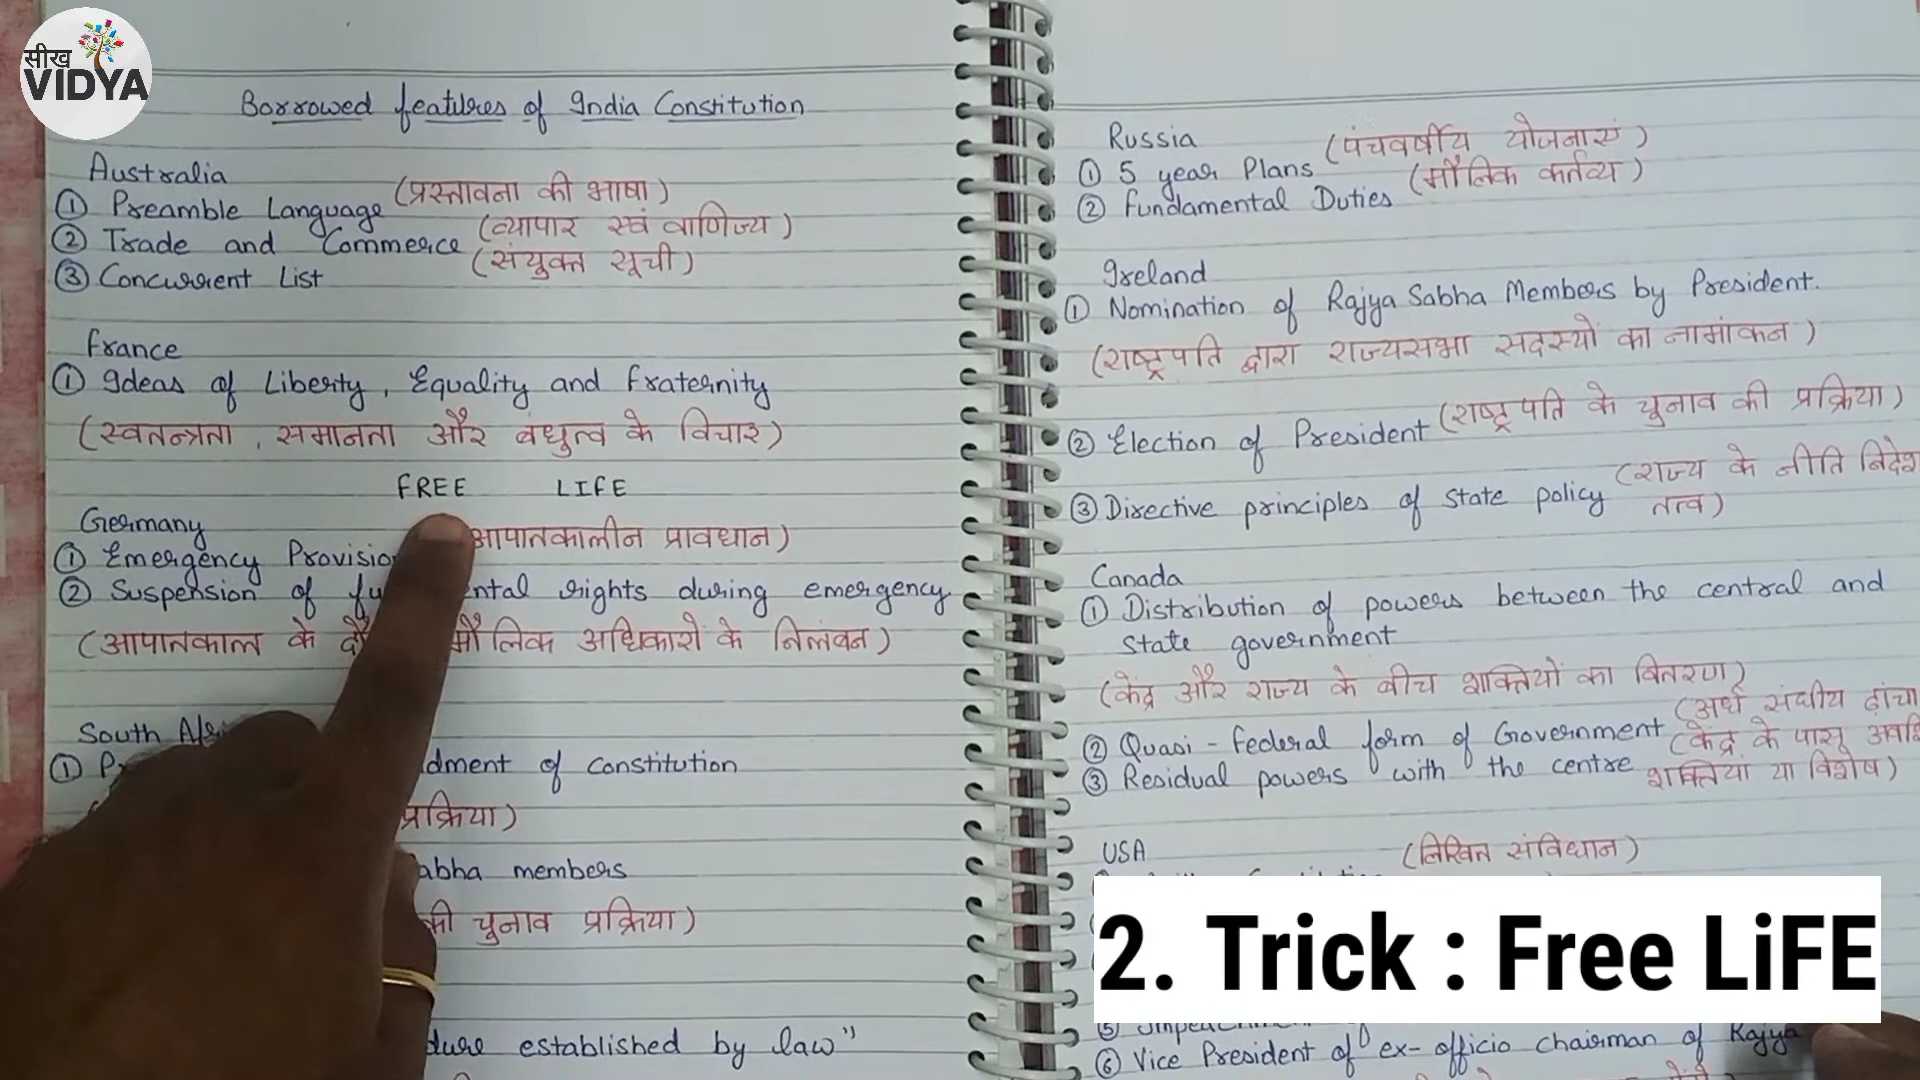 सीख
VIDYA
Borrowed features of India Constitution
Australia
① Preamble Language (प्रस्तावना की भाषा)
② Trade and Commerce (व्यापार एवं वाणिज्य)
③ Concurrent List (संयुक्त सूची)
France
① Ideas of Liberty, Equality and Fraternity
(स्वतन्त्रता, समानता और बंधुत्व के विचार)
FREE LIFE
Germany
① Emergency Provision आपातकालीन प्रावधान)
② Suspension of rights during emergency
(आपातकाल के मौलिक अधिकारों के निलंबन)
South
① of constitution
प्रक्रिया)
members
की चुनाव प्रक्रिया)
established by law"
Russia
① 5 year Plans (पंचवर्षीय योजनाएं)
② Fundamental Duties (मौलिक कर्तव्य)
Ireland
① Nomination of Rajya Sabha Members by President.
(राष्ट्रपति द्वारा राज्यसभा सदस्यों का नामांकन)
② Election of President (राष्ट्रपति के चुनाव की प्रक्रिया)
③ Directive principles of state policy (राज्य के नीति निदेश
तत्व)
Canada
① Distribution of powers between the central and
state government
(केंद्र और राज्य के बीच शक्तियों का वितरण)
② Quasi-Federal form of Government (अर्ध संघीय ढांचा
③ Residual powers with the centre (केंद्र के पास
शक्तियां या विशेष)
USA
(लिखित संविधान)
2. Trick : Free LiFE
⑥ Vice President of ex-officio chairman of Rajya